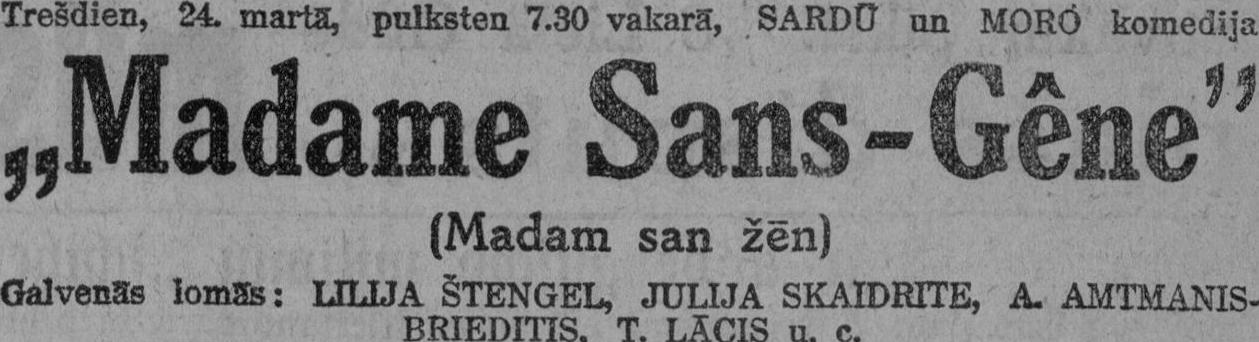 Trešdien, 24. martā, pulksten 7.30 vakarā, SARDŪ un MORO komedija
„Madame Sans-Gêne”
(Madam san žēn)
Galvenās lomās: LILIJA ŠTENGEL, JULIJA SKAIDRITE, A. AMTMANIS-
BRIEDITIS, T. LĀCIS u. c.